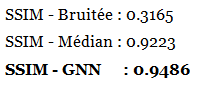 SSIM - Bruitée : 0.3165
SSIM - Médian : 0.9223
SSIM - GNN : 0.9486